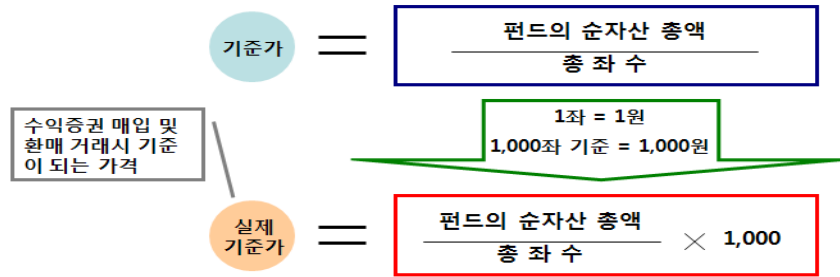 기준가
=
펀드의 순자산 총액
총 좌 수
1좌 = 1원
1,000좌 기준 = 1,000원
수익증권 매입 및
환매 거래시 기준
이 되는 가격
실제
기준가
=
펀드의 순자산 총액
총 좌 수
× 1,000